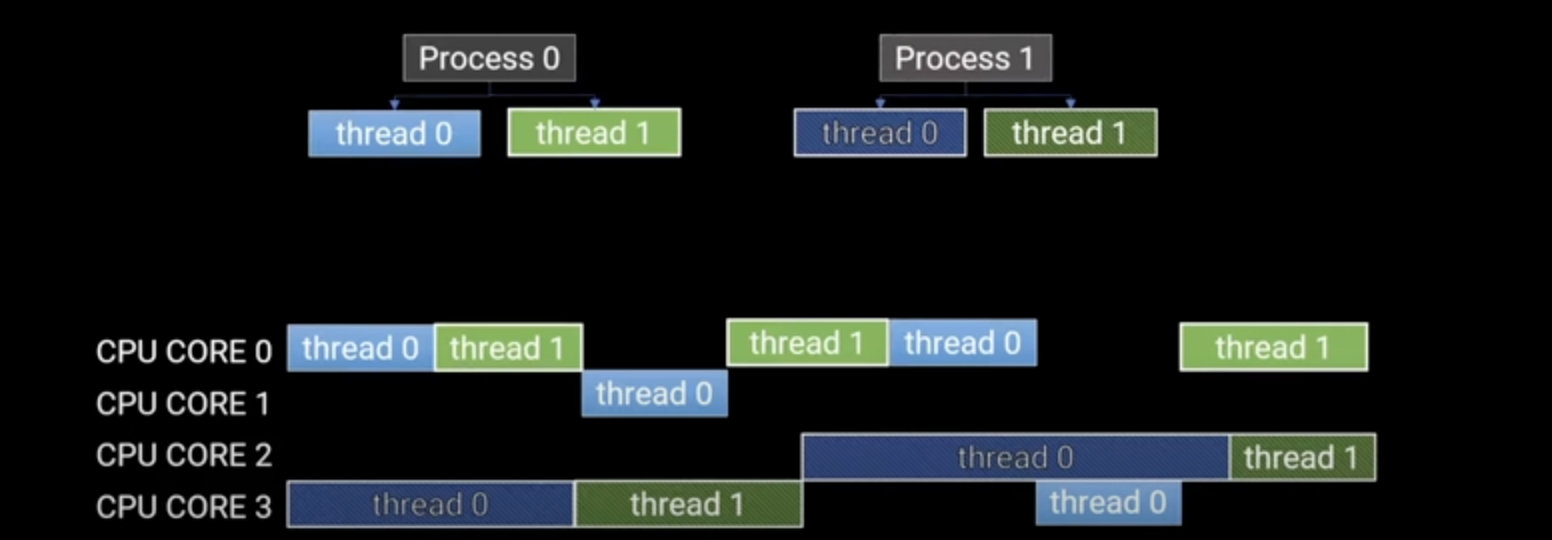 Process 0 Process 1
thread 0 thread 1 thread 0 thread 1
CPU CORE 0 thread 0 thread 1 thread 1 thread 0 thread 1
CPU CORE 1 thread 0
CPU CORE 2 thread 0 thread 1
CPU CORE 3 thread 0 thread 1 thread 0